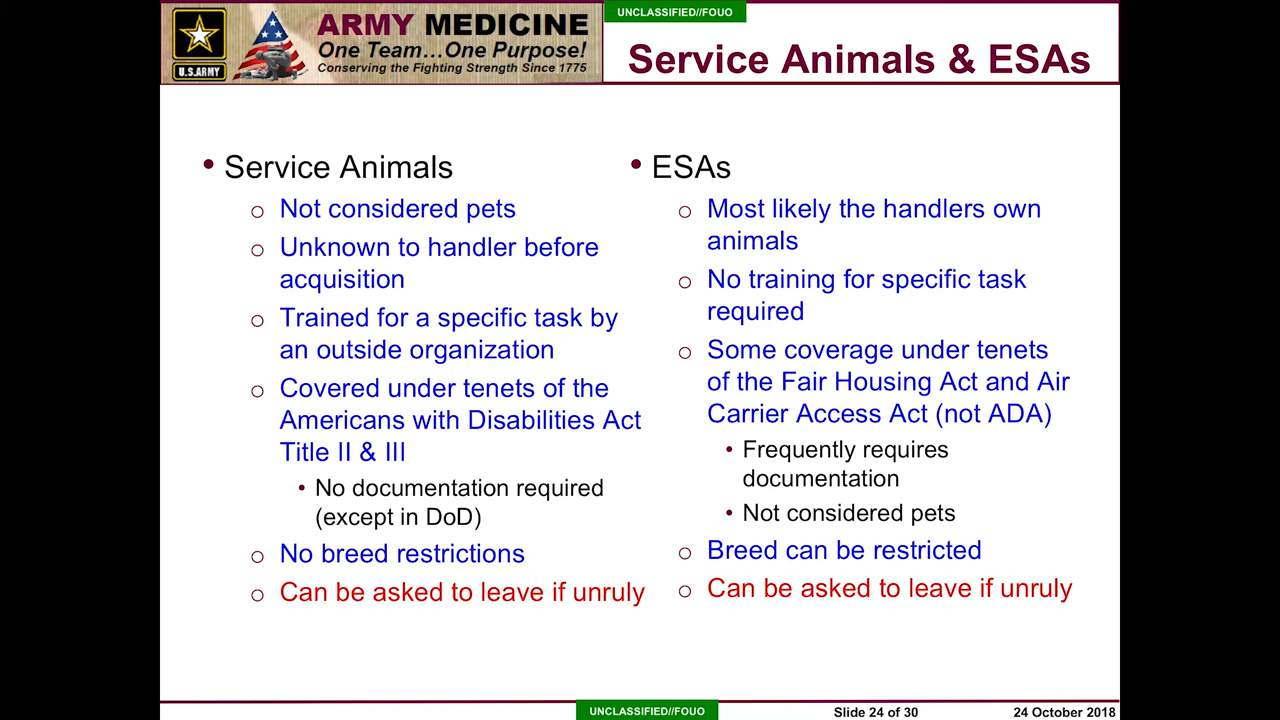 UNCLASSIFIED//FOUO
ARMY MEDICINE
One Team...One Purpose!
Conserving the Fighting Strength Since 1775
U.S.ARMY
Service Animals & ESAs
• Service Animals
o Not considered pets
o Unknown to handler before
acquisition
o Trained for a specific task by
an outside organization
o Covered under tenets of the
Americans with Disabilities Act
Title II & III
• No documentation required
(except in DoD)
o No breed restrictions
o Can be asked to leave if unruly
• ESAs
o Most likely the handlers own
animals
o No training for specific task
required
o Some coverage under tenets
of the Fair Housing Act and Air
Carrier Access Act (not ADA)
• Frequently requires
documentation
• Not considered pets
o Breed can be restricted
o Can be asked to leave if unruly
UNCLASSIFIED//FOUO
Slide 24 of 30
24 October 2018